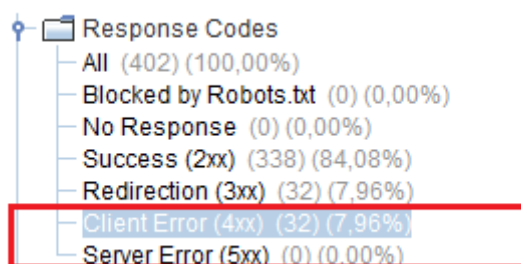 Response Codes
All (402) (100,00%)
Blocked by Robots.txt (0) (0,00%)
No Response (0) (0,00%)
Success (2xx) (338) (84,08%)
Redirection (3xx) (32) (7,96%)
Client Error (4xx) (32) (7,96%)
Server Error (5xx) (0) (0,00%)